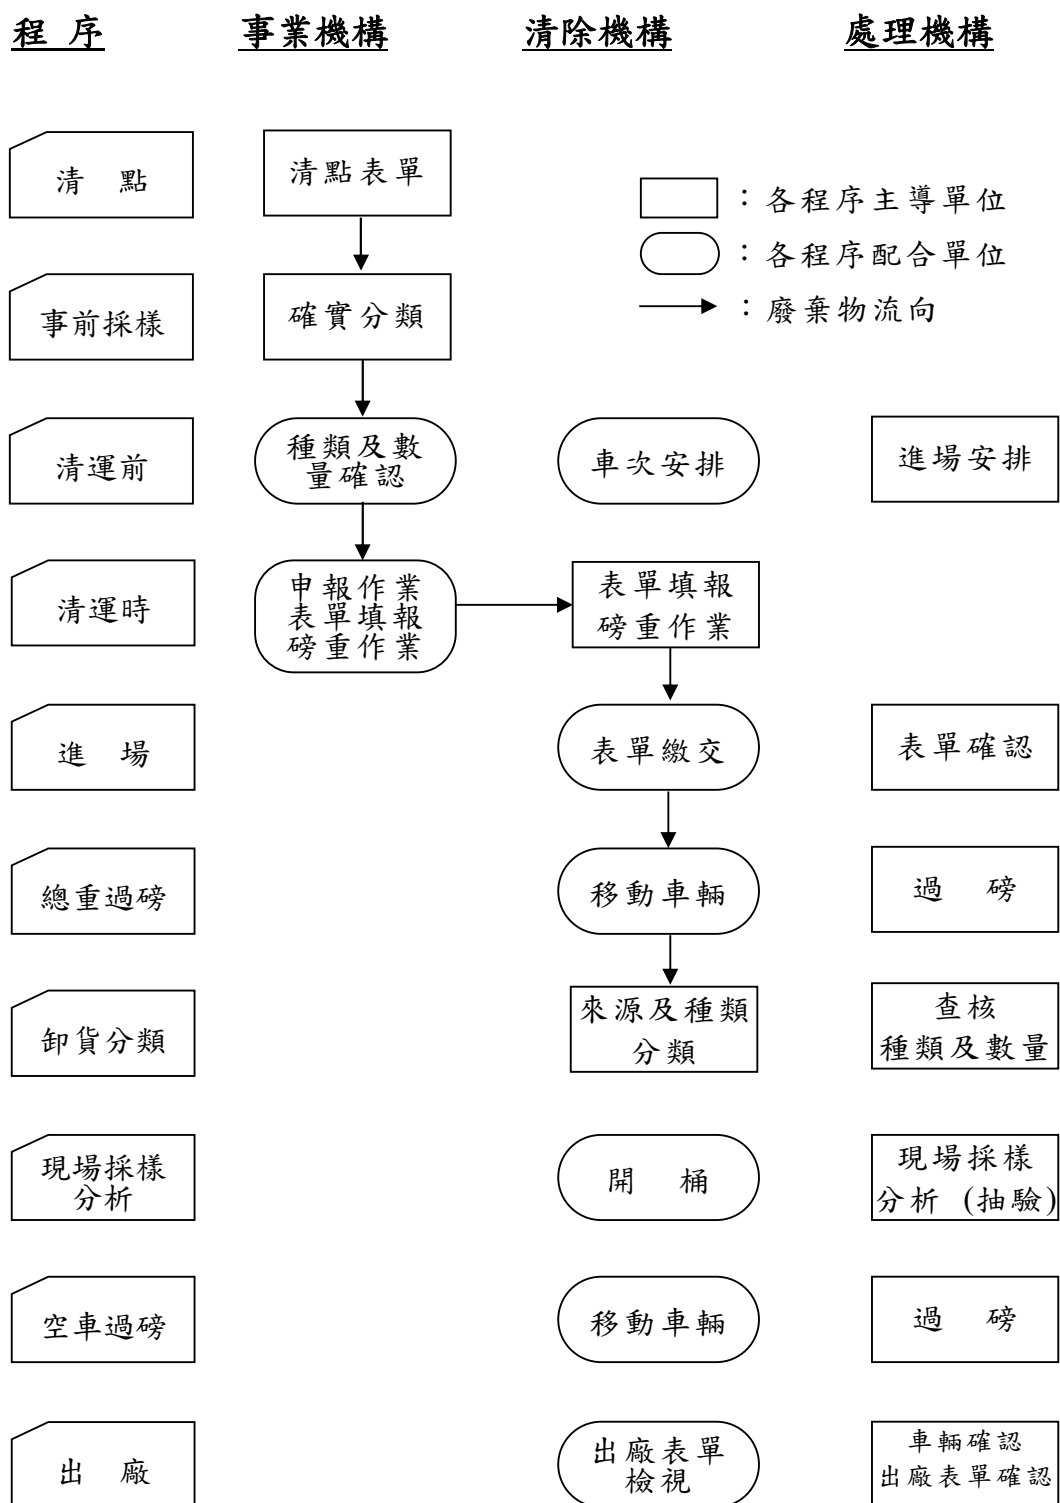 程 序 事業機構 清除機構 處理機構
清 點
清點表單
：各程序主導單位
：各程序配合單位
：廢棄物流向
事前採樣
確實分類
清運前
種類及數
量確認
車次安排
進場安排
清運時
申報作業
表單填報
磅重作業
表單填報
磅重作業
進 場
表單繳交
表單確認
總重過磅
移動車輛
過 磅
卸貨分類
來源及種類
分類
查核
種類及數量
現場採樣
分析
開 桶
現場採樣
分析 (抽驗)
空車過磅
移動車輛
過 磅
出 廠
出廠表單
檢視
車輛確認
出廠表單確認